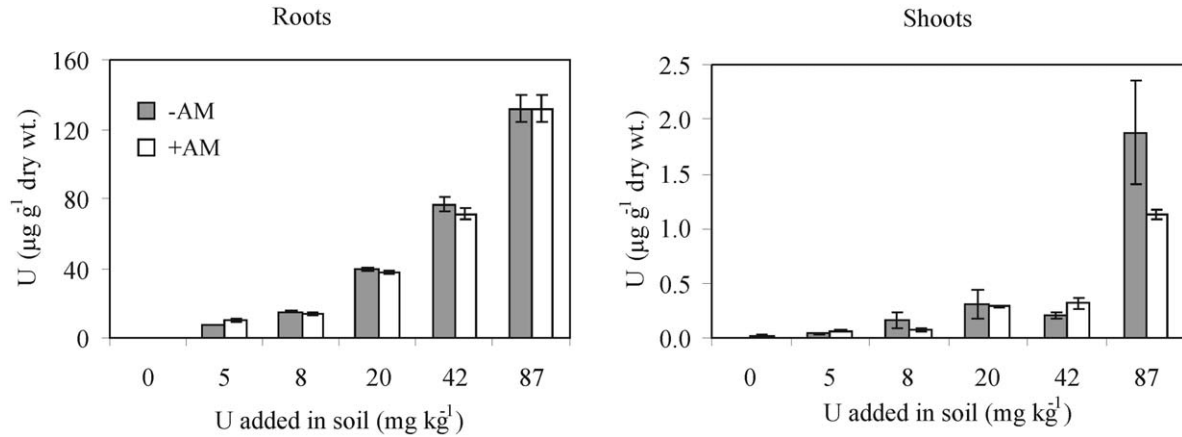 Roots
160
120
80
40
0
U (µg g⁻¹ dry wt.)
-AM
+AM
0 5 8 20 42 87
U added in soil (mg kg⁻¹)
Shoots
2.5
2.0
1.5
1.0
0.5
0.0
U (µg g⁻¹ dry wt.)
0 5 8 20 42 87
U added in soil (mg kg⁻¹)